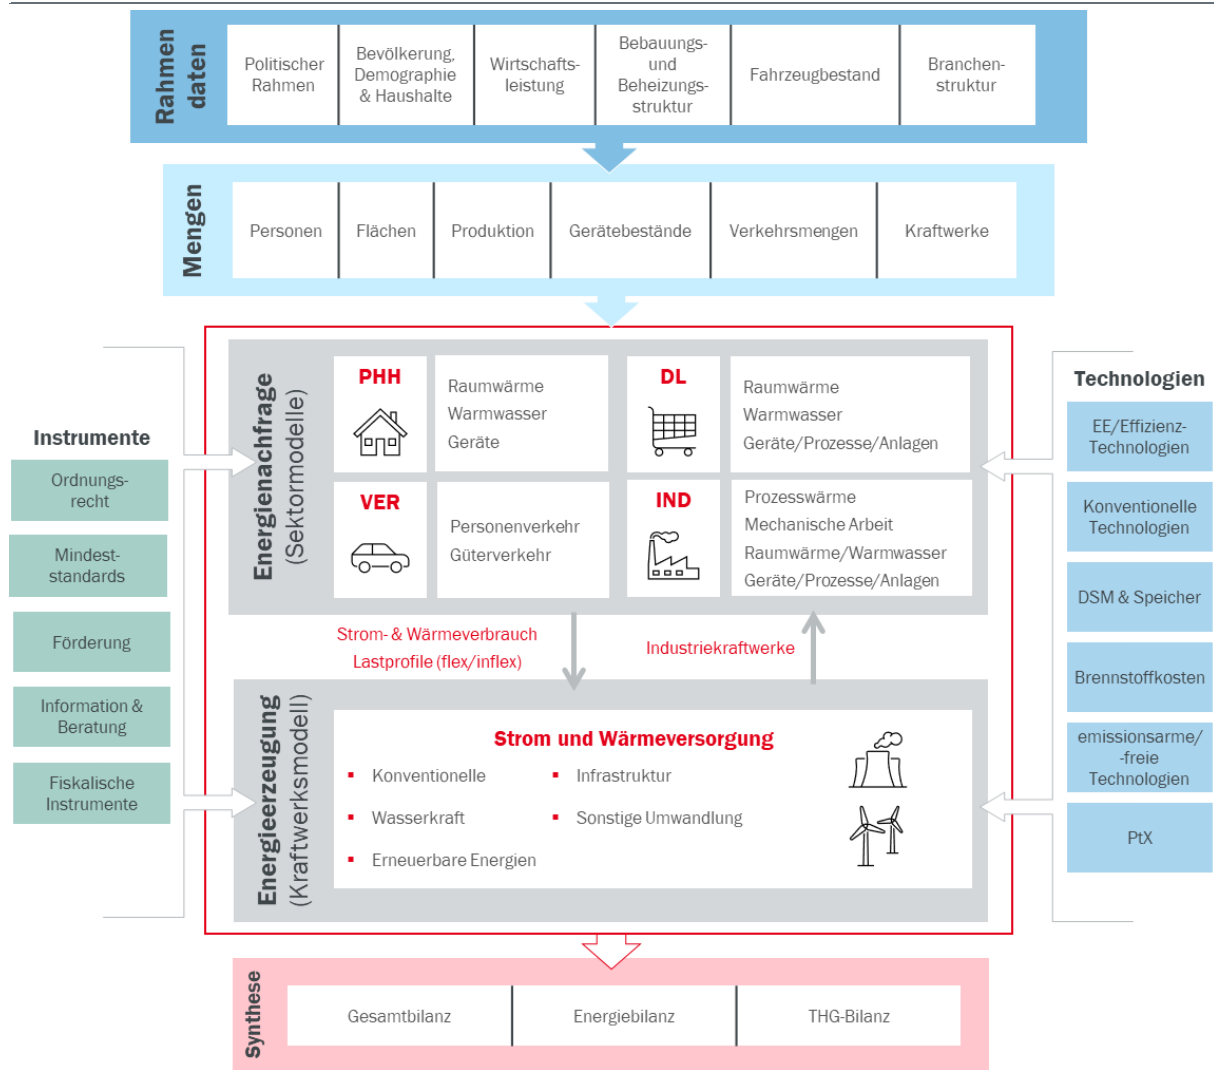 Rahmen
daten
Politischer
Rahmen
Bevölkerung,
Demographie
& Haushalte
Wirtschafts-
leistung
Bebauungs-
und
Beheizungs-
struktur
Fahrzeugbestand
Branchen-
struktur
Mengen
Personen
Flächen
Produktion
Gerätebestände
Verkehrsmengen
Kraftwerke
Instrumente
Ordnungs-
recht
Mindest-
standards
Förderung
Information &
Beratung
Fiskalische
Instrumente
Energienachfrage
(Sektormodelle)
PHH
Raumwärme
Warmwasser
Geräte
DL
Raumwärme
Warmwasser
Geräte/Prozesse/Anlagen
VER
Personenverkehr
Güterverkehr
IND
Prozesswärme
Mechanische Arbeit
Raumwärme/Warmwasser
Geräte/Prozesse/Anlagen
Strom- & Wärmeverbrauch
Lastprofile (flex/inflex)
Industriekraftwerke
Energieerzeugung
(Kraftwerksmodell)
Strom und Wärmeversorgung
▪ Konventionelle
▪ Wasserkraft
▪ Erneuerbare Energien
▪ Infrastruktur
▪ Sonstige Umwandlung
Technologien
EE/Effizienz-
Technologien
Konventionelle
Technologien
DSM & Speicher
Brennstoffkosten
emissionsarme/
-freie
Technologien
PtX
Synthese
Gesamtbilanz
Energiebilanz
THG-Bilanz